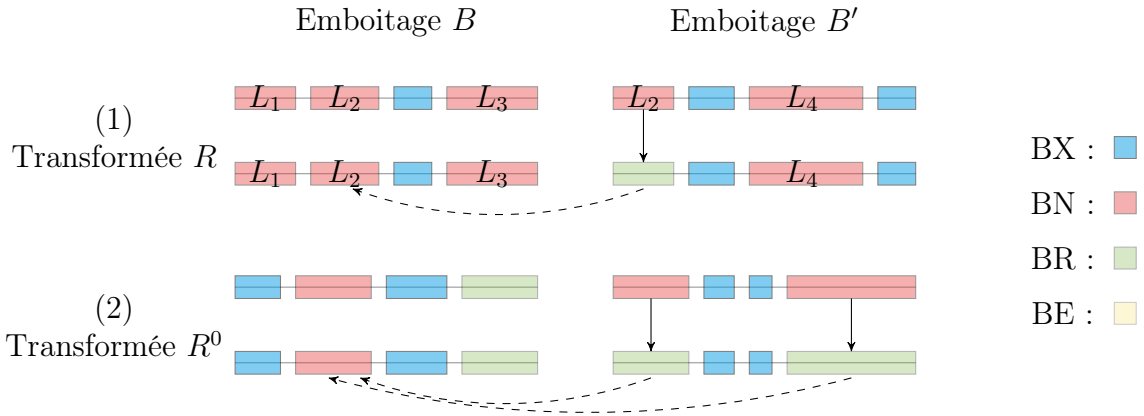 Emboitage B Emboitage B′
(1)
Transformée R
L₁ L₂ L₃ L₂ L₄
L₁ L₂ L₃ L₄
(2)
Transformée R⁰
BX :
BN :
BR :
BE :